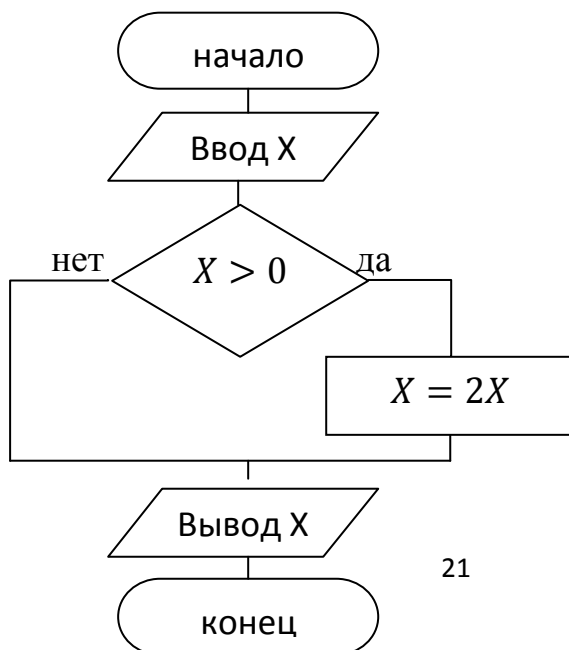 начало
Ввод X
нет
X > 0
да
X = 2X
Вывод X
21
конец